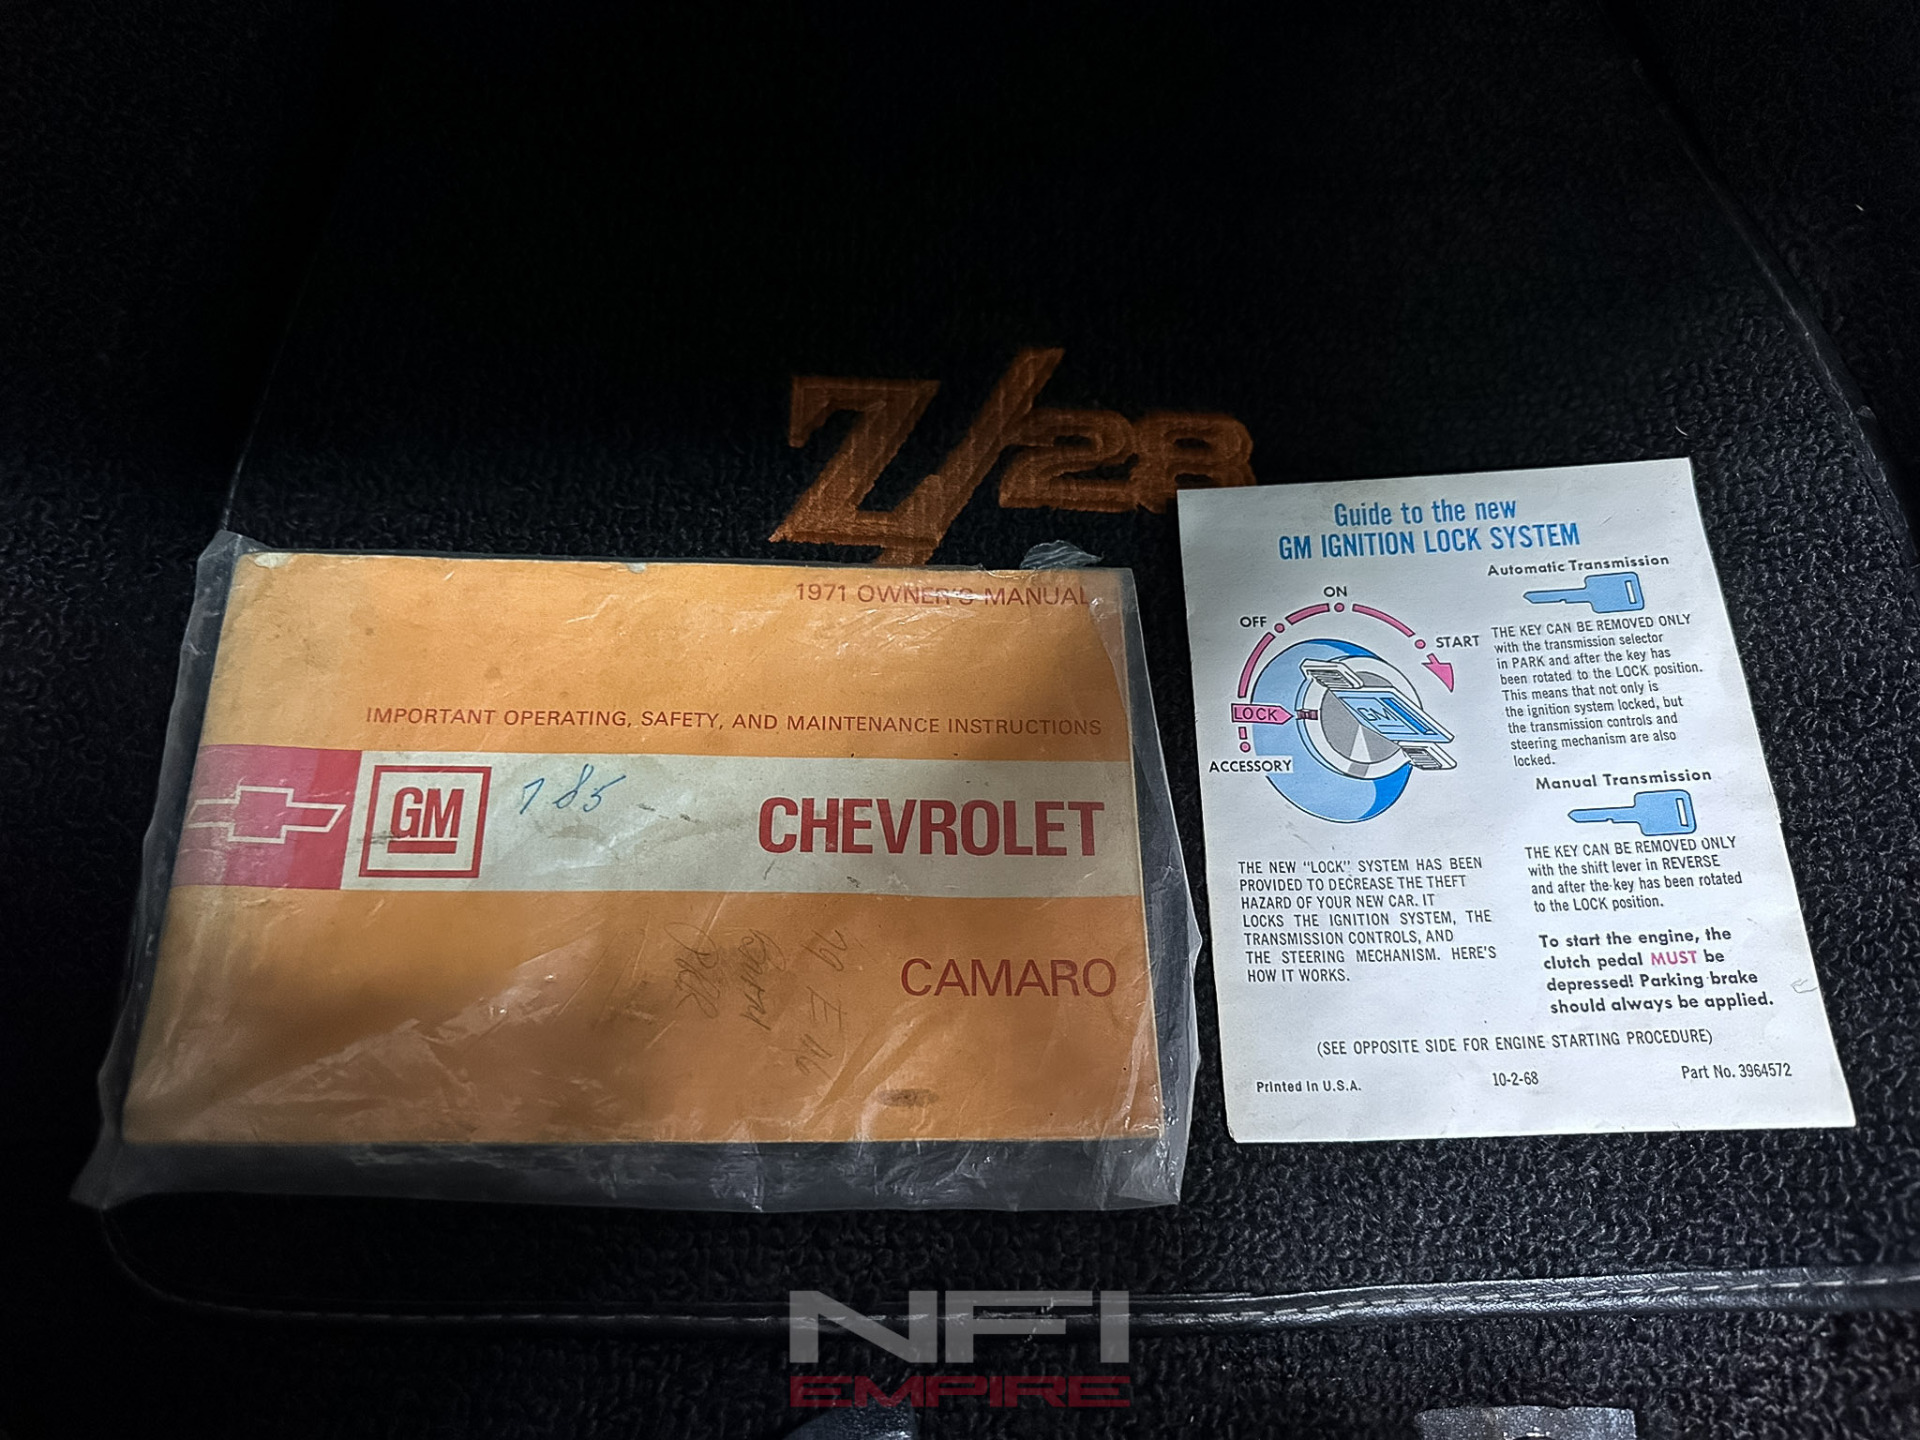 Z/28
1971 OWNER'S MANUAL
IMPORTANT OPERATING, SAFETY, AND MAINTENANCE INSTRUCTIONS
GM
785
CHEVROLET
CAMARO
Guide to the new
GM IGNITION LOCK SYSTEM
ON
OFF
START
LOCK
ACCESSORY
GM
THE NEW "LOCK" SYSTEM HAS BEEN
PROVIDED TO DECREASE THE THEFT
HAZARD OF YOUR NEW CAR. IT
LOCKS THE IGNITION SYSTEM, THE
TRANSMISSION CONTROLS, AND
THE STEERING MECHANISM. HERE'S
HOW IT WORKS.
Automatic Transmission
THE KEY CAN BE REMOVED ONLY
with the transmission selector
in PARK and after the key has
been rotated to the LOCK position.
This means that not only is
the ignition system locked, but
the transmission controls and
steering mechanism are also
locked.
Manual Transmission
THE KEY CAN BE REMOVED ONLY
with the shift lever in REVERSE
and after the key has been rotated
to the LOCK position.
To start the engine, the
clutch pedal MUST be
depressed! Parking brake
should always be applied.
(SEE OPPOSITE SIDE FOR ENGINE STARTING PROCEDURE)
Printed in U.S.A.
10-2-68
Part No. 3964572
NFI
EMPIRE